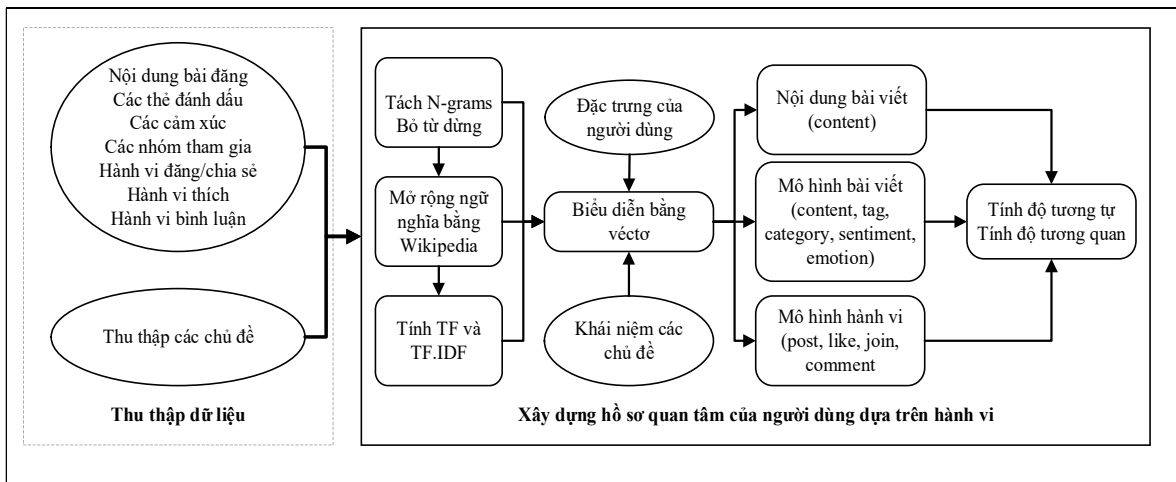 Nội dung bài đăng
Các thẻ đánh dấu
Các cảm xúc
Các nhóm tham gia
Hành vi đăng/chia sẻ
Hành vi thích
Hành vi bình luận
Thu thập các chủ đề
Thu thập dữ liệu
Tách N-grams
Bỏ từ dừng
Mở rộng ngữ
nghĩa bằng
Wikipedia
Tính TF và
TF.IDF
Đặc trưng của
người dùng
Biểu diễn bằng
véctơ
Khái niệm các
chủ đề
Nội dung bài viết
(content)
Mô hình bài viết
(content, tag,
category, sentiment,
emotion)
Mô hình hành vi
(post, like, join,
comment
Tính độ tương tự
Tính độ tương quan
Xây dựng hồ sơ quan tâm của người dùng dựa trên hành vi